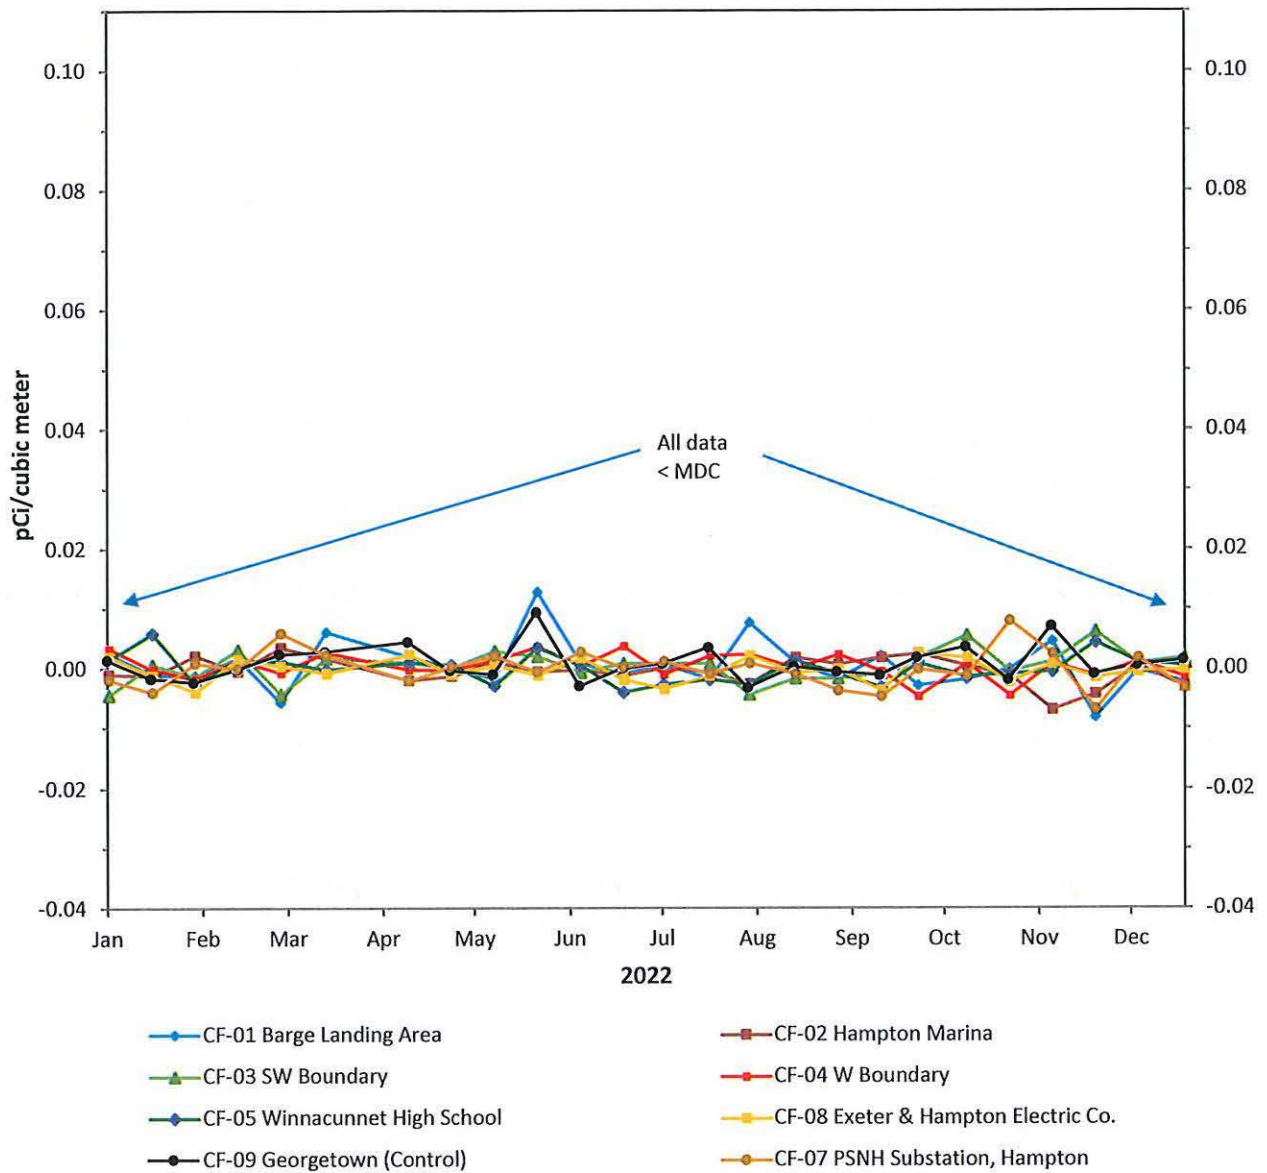 0.10
0.08
0.06
0.04
0.02
0.00
-0.02
-0.04
pCi/cubic meter
0.10
0.08
0.06
0.04
0.02
0.00
-0.02
-0.04
All data
< MDC
Jan Feb Mar Apr May Jun Jul Aug Sep Oct Nov Dec
2022
CF-01 Barge Landing Area CF-02 Hampton Marina
CF-03 SW Boundary CF-04 W Boundary
CF-05 Winnacunnet High School CF-08 Exeter & Hampton Electric Co.
CF-09 Georgetown (Control) CF-07 PSNH Substation, Hampton